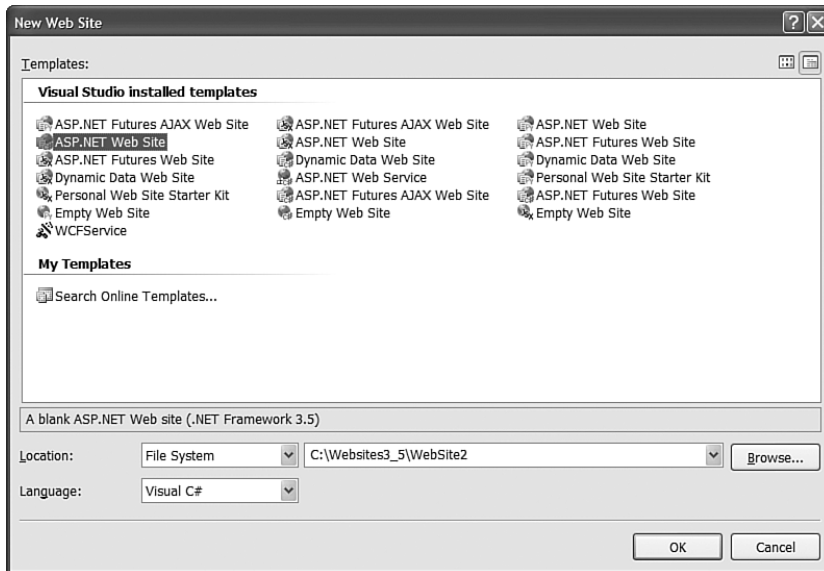 New Web Site
Templates:
Visual Studio installed templates
ASP.NET Futures AJAX Web Site ASP.NET Futures AJAX Web Site ASP.NET Web Site
ASP.NET Web Site ASP.NET Web Site ASP.NET Futures Web Site
ASP.NET Futures Web Site Dynamic Data Web Site Dynamic Data Web Site
Dynamic Data Web Site ASP.NET Web Service Personal Web Site Starter Kit
Personal Web Site Starter Kit ASP.NET Futures AJAX Web Site ASP.NET Futures Web Site
Empty Web Site Empty Web Site Empty Web Site
WCFService
My Templates
Search Online Templates...
A blank ASP.NET Web site (.NET Framework 3.5)
Location: File System C:\Websites3_5\WebSite2 Browse...
Language: Visual C#
OK Cancel